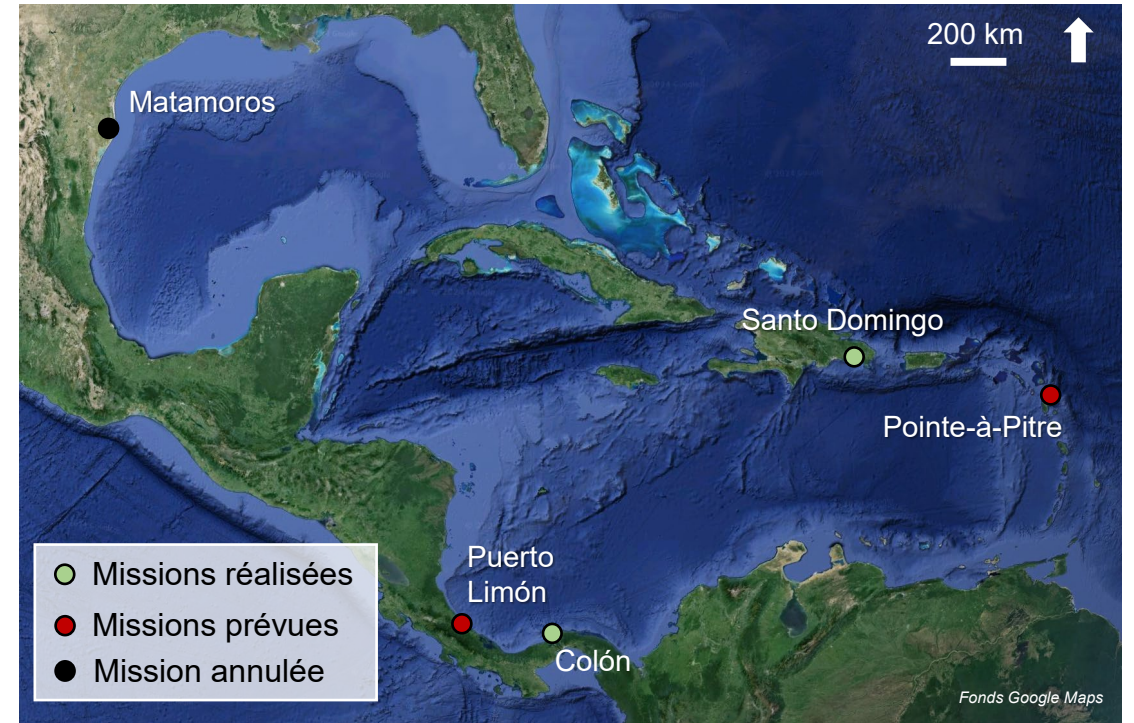 200 km
Matamoros
Santo Domingo
Pointe-à-Pitre
Puerto
Limón
Colón
Missions réalisées
Missions prévues
Mission annulée
Fonds Google Maps